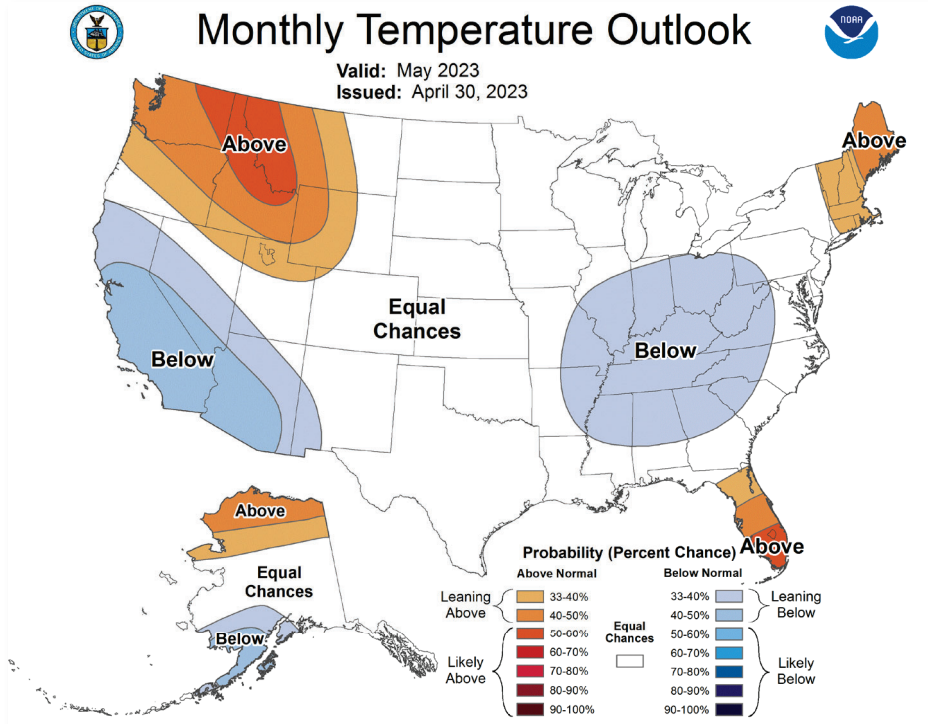 Monthly Temperature Outlook
NOAA
Valid: May 2023
Issued: April 30, 2023
Above
Above
Equal
Chances
Below
Below
Above
Equal
Chances
Below
Above
Probability (Percent Chance)
Above Normal
Below Normal
Leaning
Above
33-40%
40-50%
Likely
Above
50-60%
60-70%
70-80%
80-90%
90-100%
Equal
Chances
33-40%
40-50%
Leaning
Below
50-60%
60-70%
70-80%
80-90%
90-100%
Likely
Below